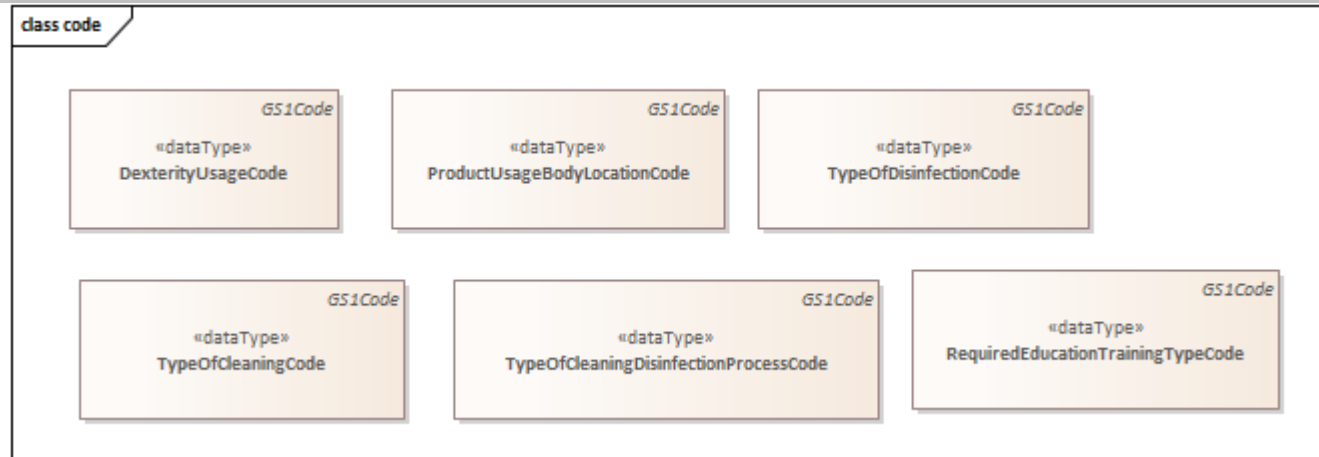 class code
GS1Code
«dataType»
DexterityUsageCode
GS1Code
«dataType»
ProductUsageBodyLocationCode
GS1Code
«dataType»
TypeOfDisinfectionCode
GS1Code
«dataType»
TypeOfCleaningCode
GS1Code
«dataType»
TypeOfCleaningDisinfectionProcessCode
GS1Code
«dataType»
RequiredEducationTrainingTypeCode